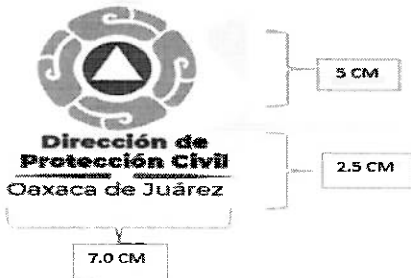 5 CM
Dirección de
Protección Civil
Oaxaca de Juárez
2.5 CM
7.0 CM